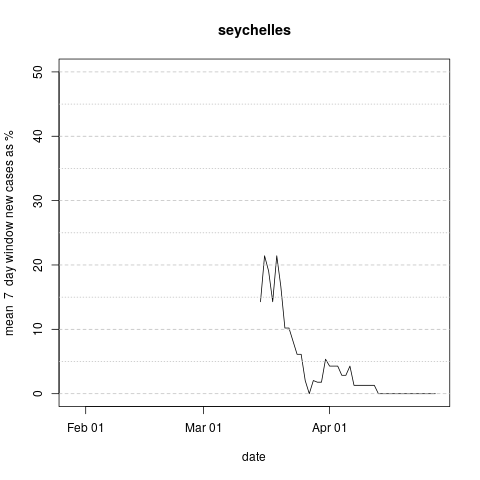 seychelles
mean  7  day window new cases as %
50
40
30
20
10
0
Feb 01
Mar 01
Apr 01
date